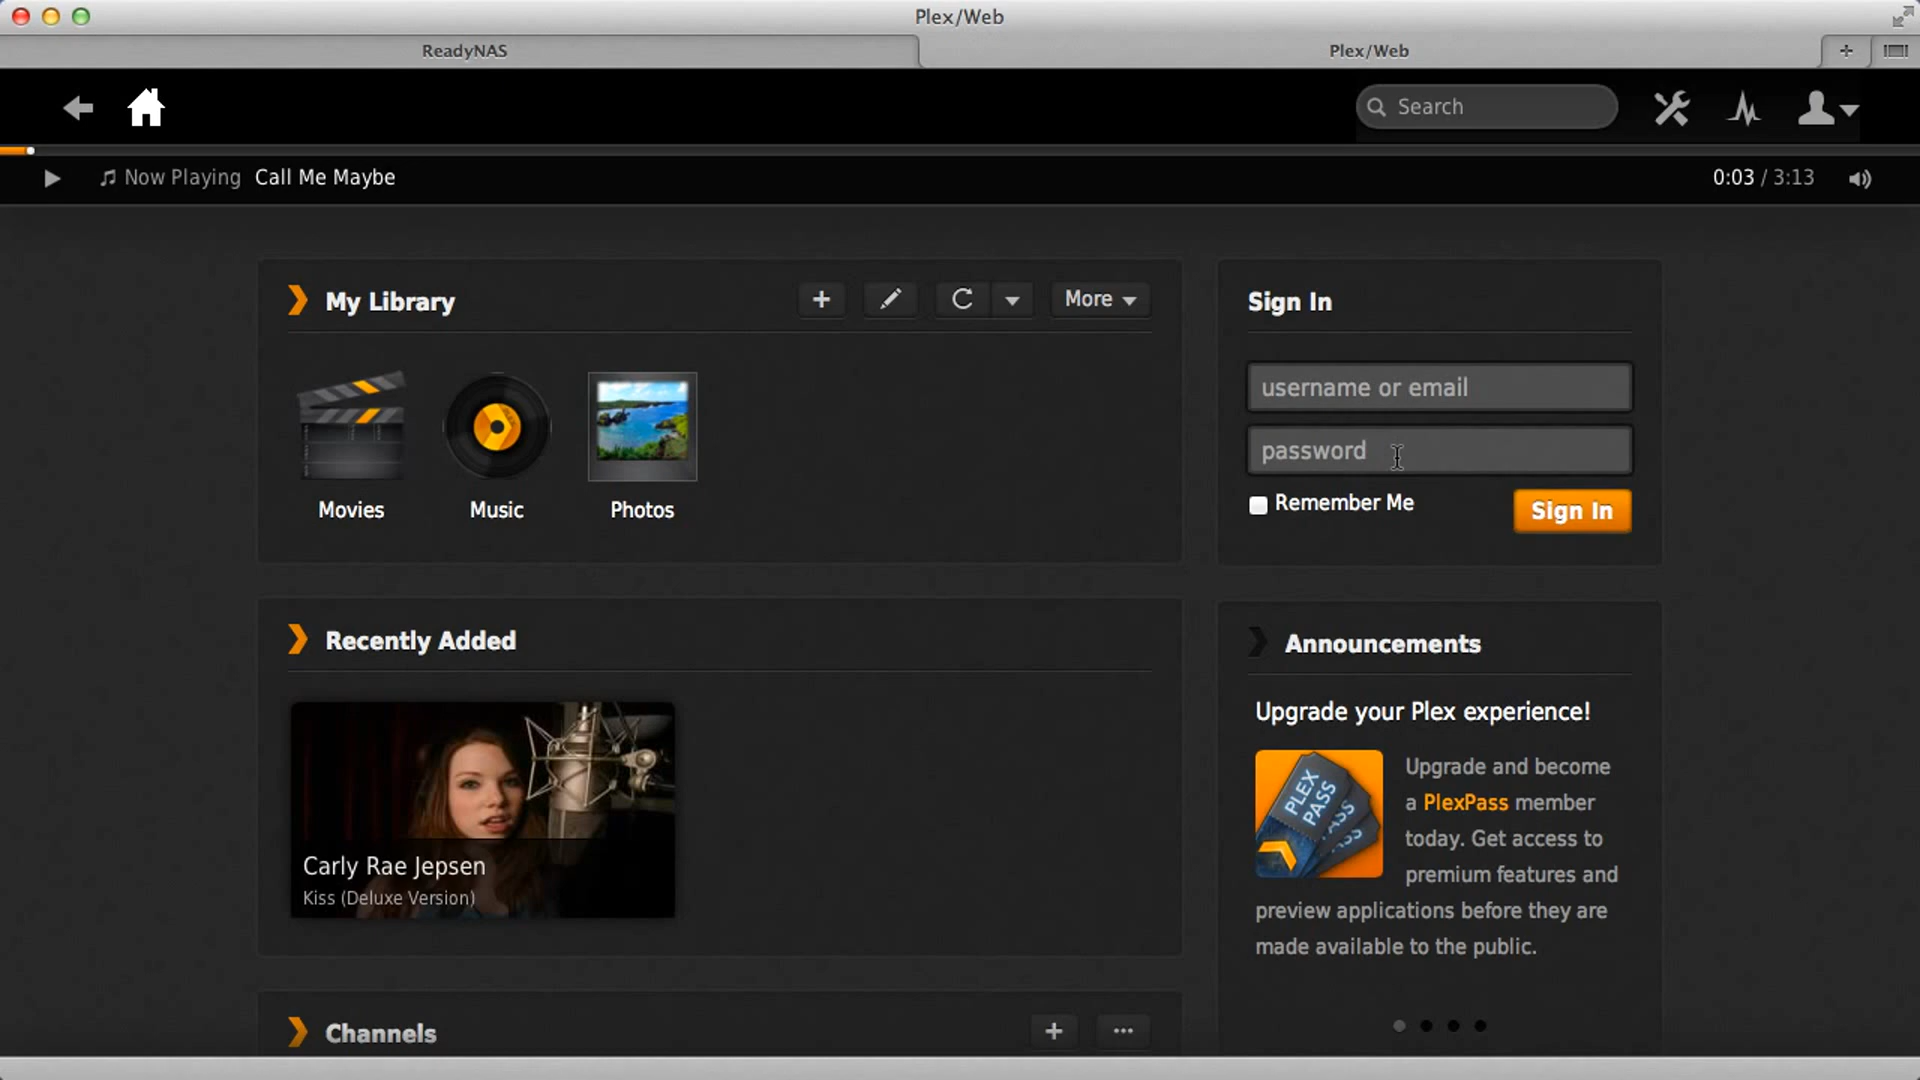 Plex/Web
ReadyNAS
Plex/Web
Search
Now Playing Call Me Maybe
0:03 / 3:13
My Library
More
Movies
Music
Photos
Sign In
username or email
password
Remember Me
Sign In
Recently Added
Carly Rae Jepsen
Kiss (Deluxe Version)
Announcements
Upgrade your Plex experience!
PLEX
PASS
Upgrade and become
a PlexPass member
today. Get access to
premium features and
preview applications before they are
made available to the public.
Channels